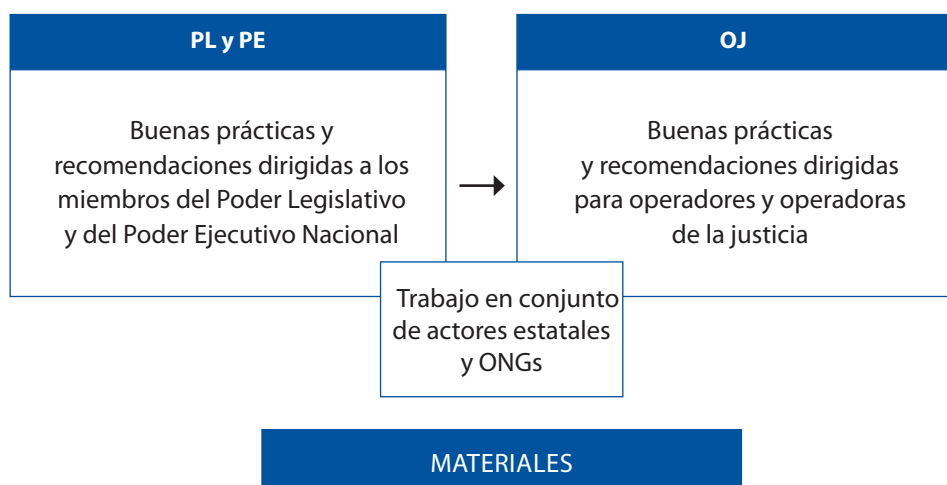 PL y PE
Buenas prácticas y
recomendaciones dirigidas a los
miembros del Poder Legislativo
y del Poder Ejecutivo Nacional
OJ
Buenas prácticas
y recomendaciones dirigidas
para operadores y operadoras
de la justicia
Trabajo en conjunto
de actores estatales
y ONGs
MATERIALES